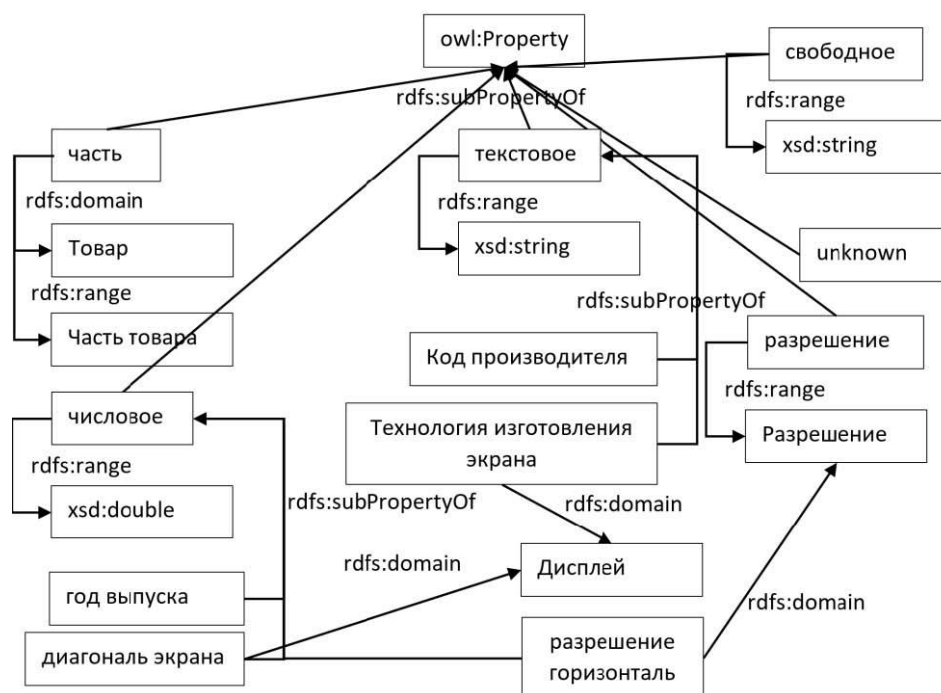 owl:Property
свободное
rdfs:subPropertyOf
rdfs:range
часть
текстовое
xsd:string
rdfs:domain
rdfs:range
Товар
xsd:string
unknown
rdfs:range
rdfs:subPropertyOf
Часть товара
Код производителя
разрешение
rdfs:range
числовое
Технология изготовления
экрана
Разрешение
rdfs:range
rdfs:subPropertyOf
rdfs:domain
xsd:double
rdfs:domain
Дисплей
год выпуска
rdfs:domain
диагональ экрана
разрешение
горизонталь